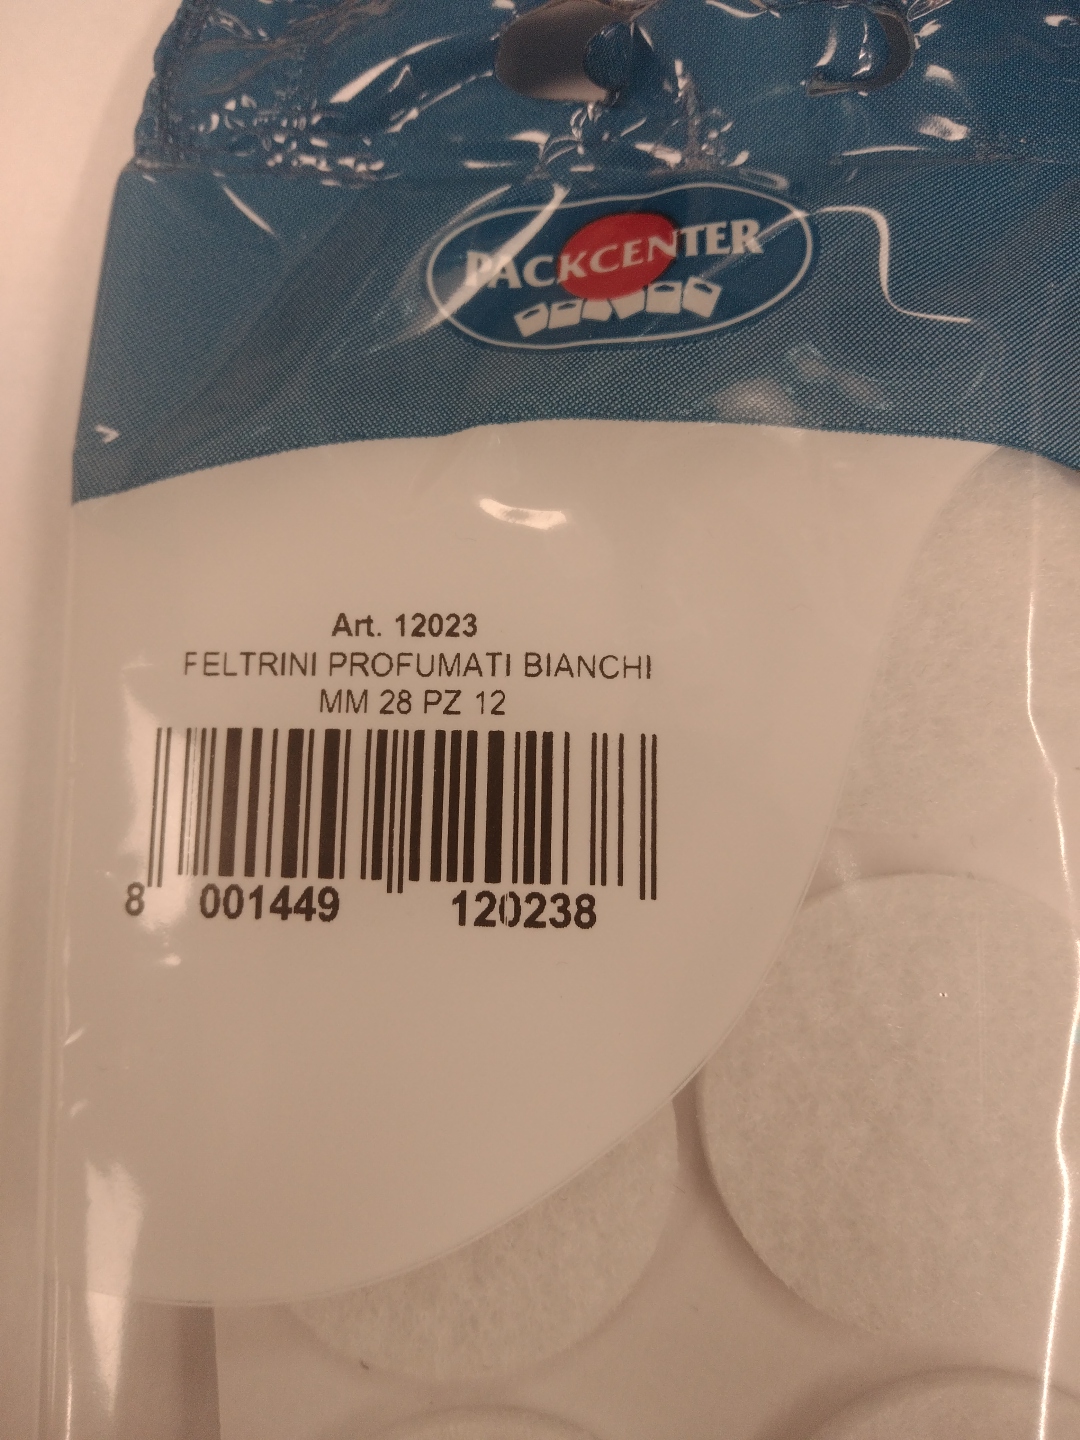 PACKCENTER
Art. 12023
FELTRINI PROFUMATI BIANCHI
MM 28 PZ 12
8 001449 120238